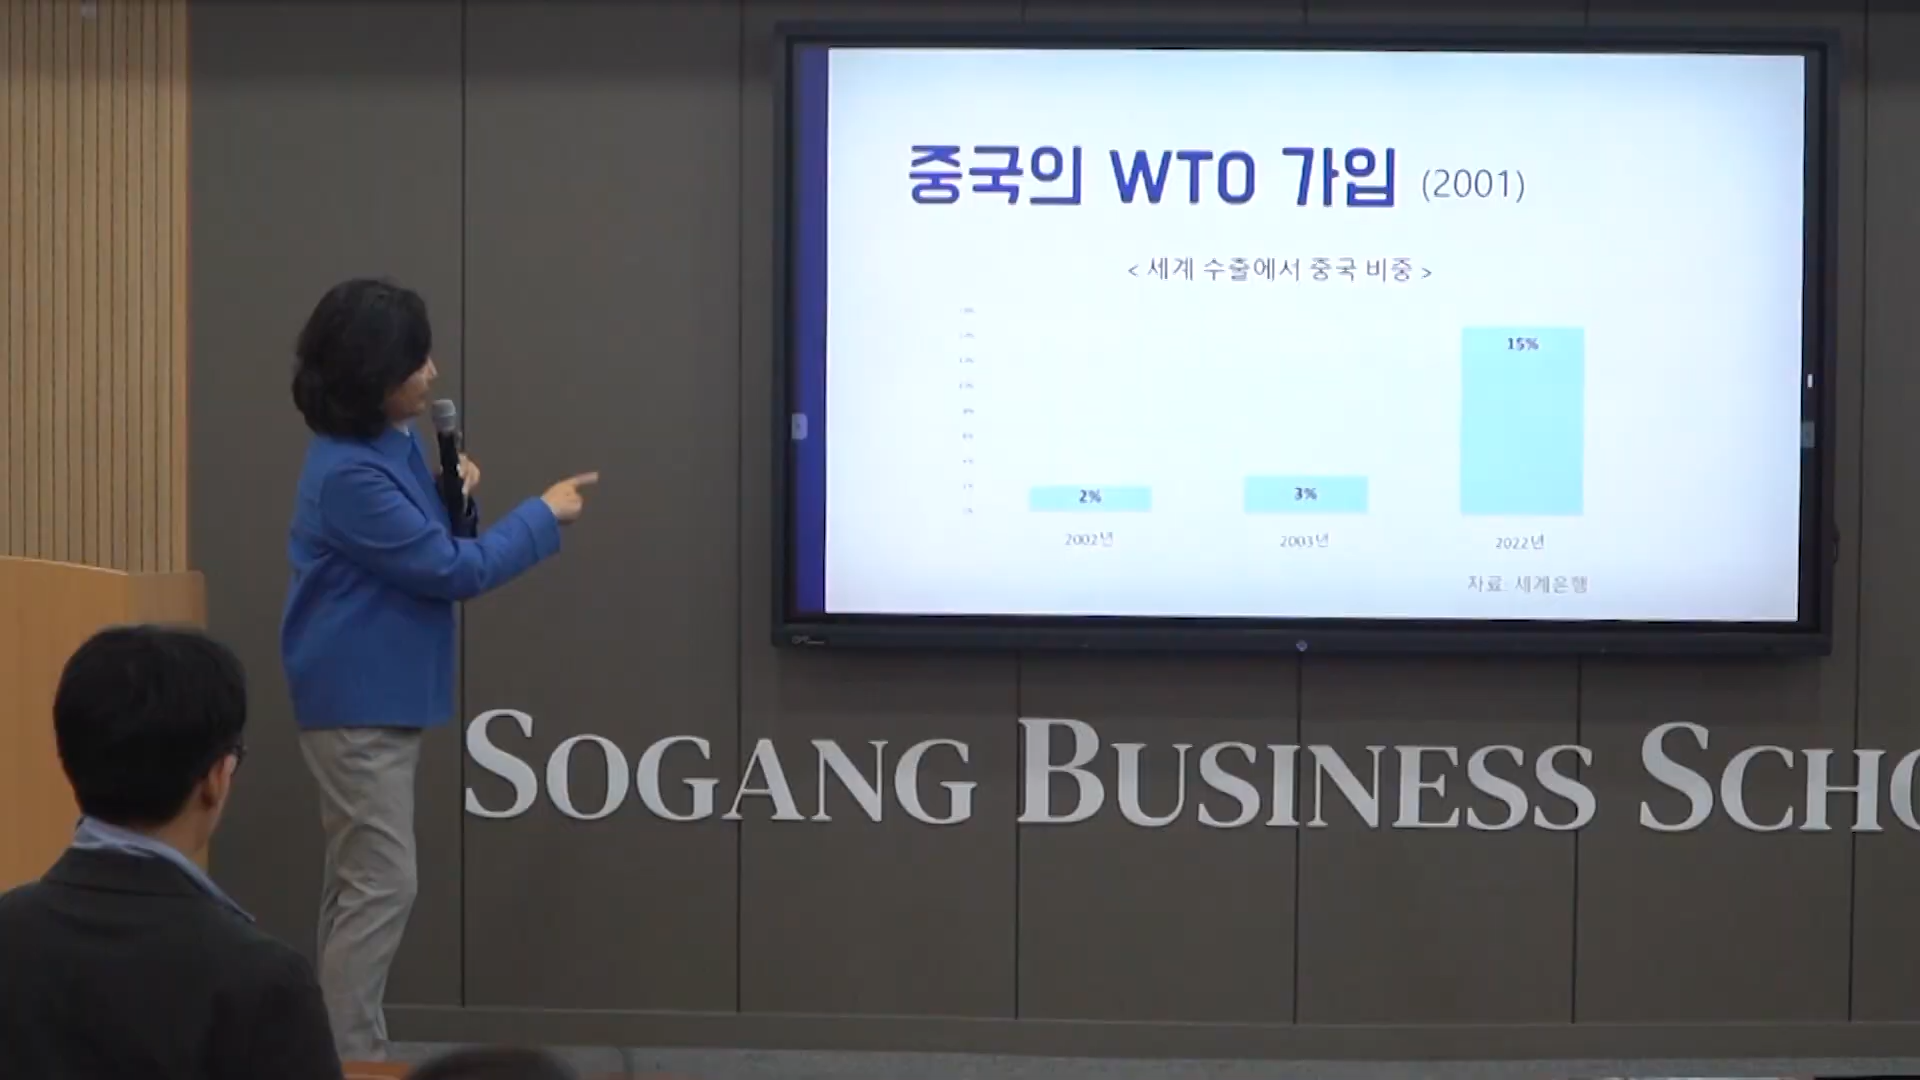 중국의 WTO 가입 (2001)
< 세계 수출에서 중국 비중 >
15%
2%
3%
2002년
2003년
2022년
자료: 세계은행
SOGANG BUSINESS SCHO